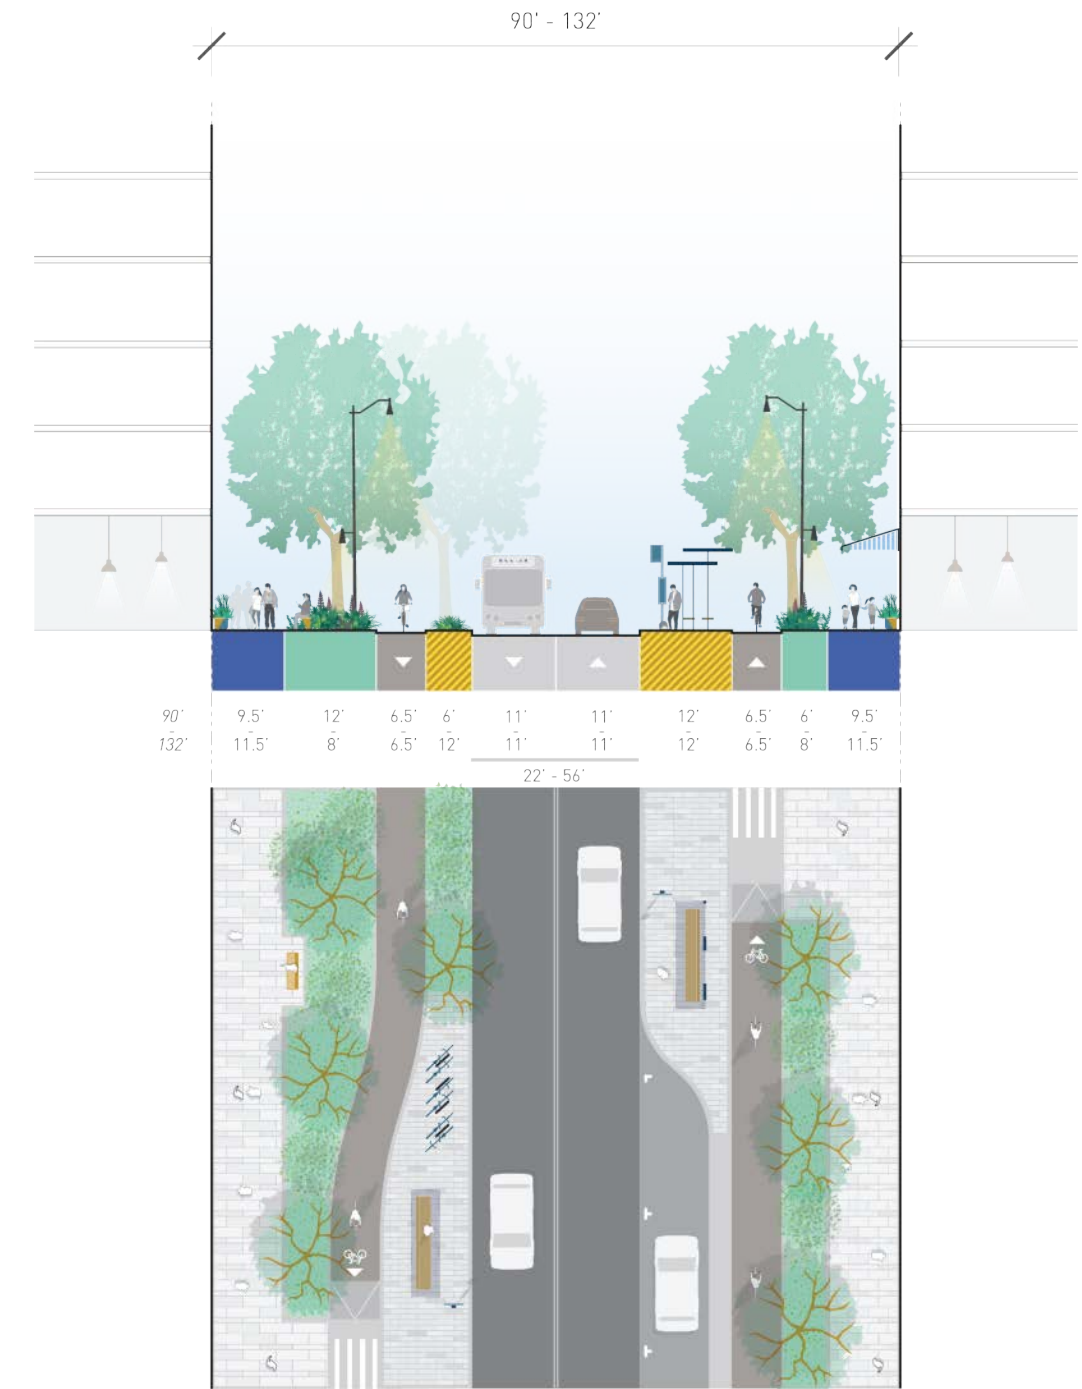 90' - 132'
90' 9.5' 12' 6.5' 6' 11' 11' 12' 6.5' 6' 9.5'
- - - - - - - - - - -
132' 11.5' 8' 6.5' 12' 11' 11' 12' 6.5' 8' 11.5'
22' - 56'